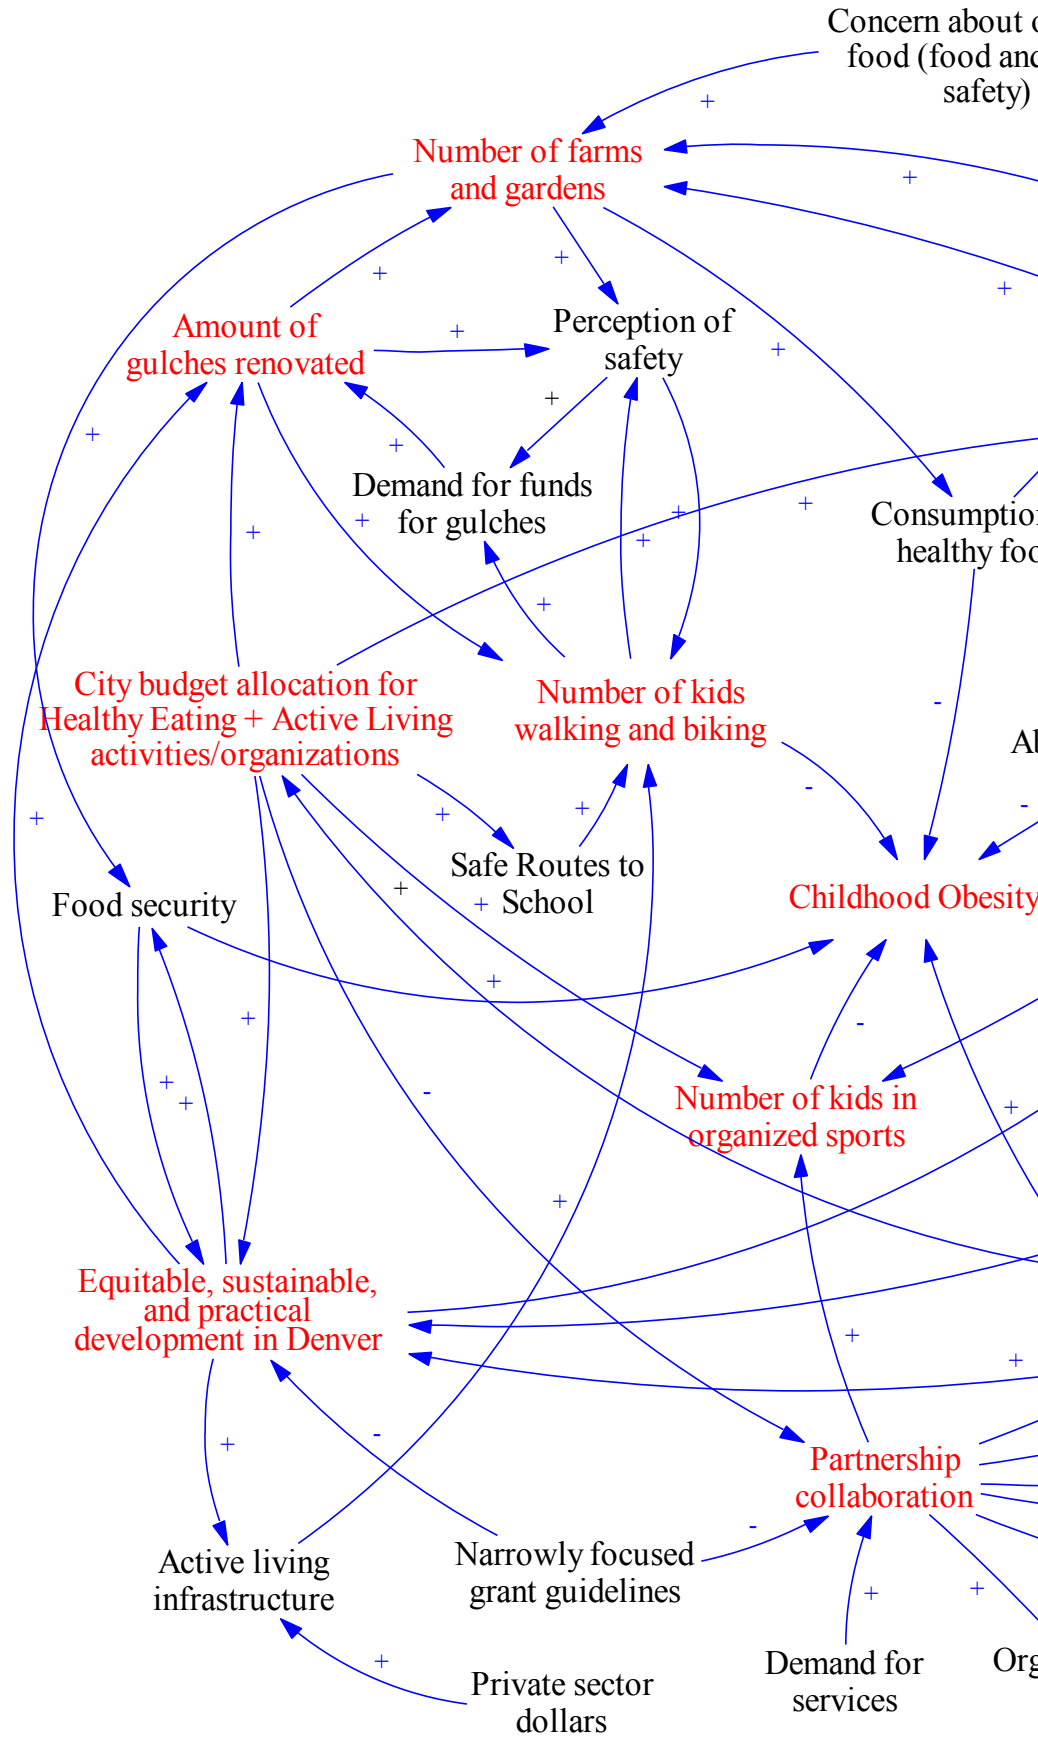 Concern about
food (food and
safety)
+
Number of farms
and gardens
+
+
+
+
+
Amount of
gulches renovated
+
Perception of
safety
+
+
+
+
Demand for funds
for gulches
+
+
+
+
+
Consumption
healthy foo
+
City budget allocation for
Healthy Eating + Active Living
activities/organizations
Number of kids
walking and biking
-
-
-
+
+
+
Safe Routes to
School
+
+
Childhood Obesity
Food security
+
+
-
+
+
-
Number of kids in
organized sports
+
+
Equitable, sustainable,
and practical
development in Denver
+
+
+
-
Partnership
collaboration
-
Active living
infrastructure
Narrowly focused
grant guidelines
+
+
+
Private sector
dollars
Demand for
services
Org